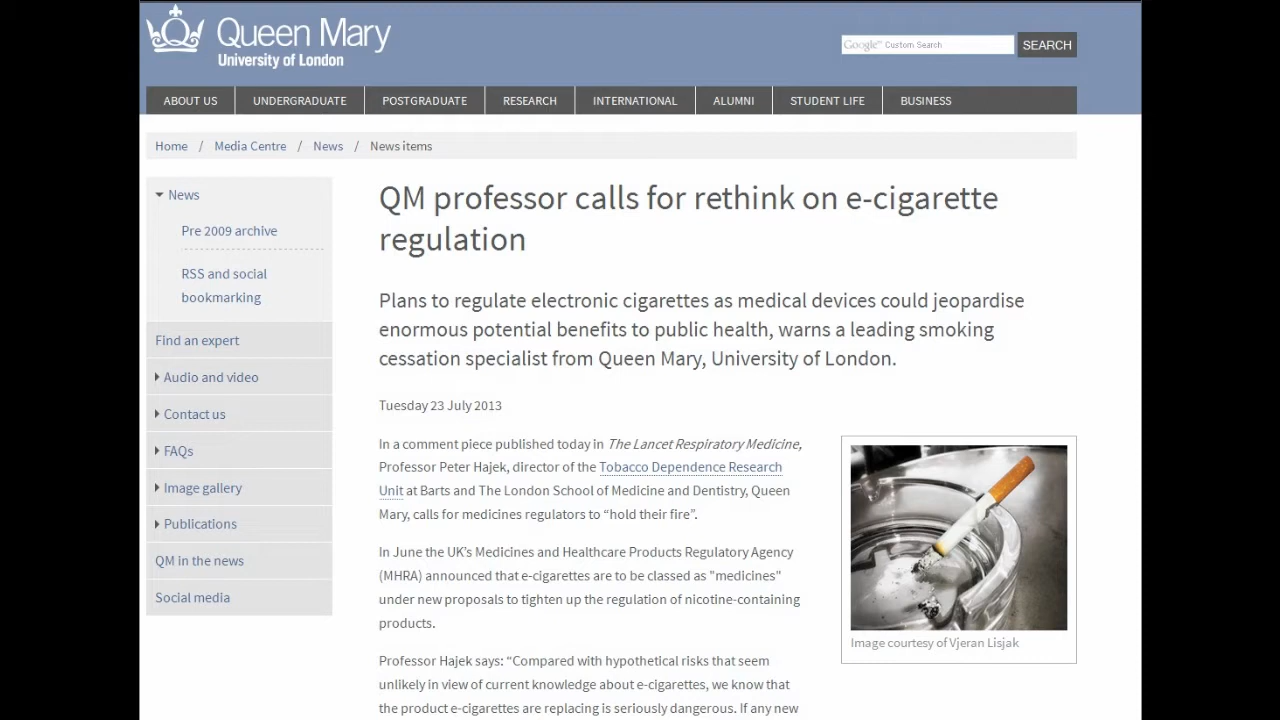 Queen Mary
University of London
Google™ Custom Search
SEARCH
ABOUT US
UNDERGRADUATE
POSTGRADUATE
RESEARCH
INTERNATIONAL
ALUMNI
STUDENT LIFE
BUSINESS
Home / Media Centre / News / News items
News
Pre 2009 archive
RSS and social
bookmarking
Find an expert
Audio and video
Contact us
FAQs
Image gallery
Publications
QM in the news
Social media
QM professor calls for rethink on e-cigarette
regulation
Plans to regulate electronic cigarettes as medical devices could jeopardise
enormous potential benefits to public health, warns a leading smoking
cessation specialist from Queen Mary, University of London.
Tuesday 23 July 2013
In a comment piece published today in The Lancet Respiratory Medicine,
Professor Peter Hajek, director of the Tobacco Dependence Research
Unit at Barts and The London School of Medicine and Dentistry, Queen
Mary, calls for medicines regulators to “hold their fire”.
In June the UK’s Medicines and Healthcare Products Regulatory Agency
(MHRA) announced that e-cigarettes are to be classed as "medicines"
under new proposals to tighten up the regulation of nicotine-containing
products.
Professor Hajek says: “Compared with hypothetical risks that seem
unlikely in view of current knowledge about e-cigarettes, we know that
the product e-cigarettes are replacing is seriously dangerous. If any new
Image courtesy of Vjeran Lisjak